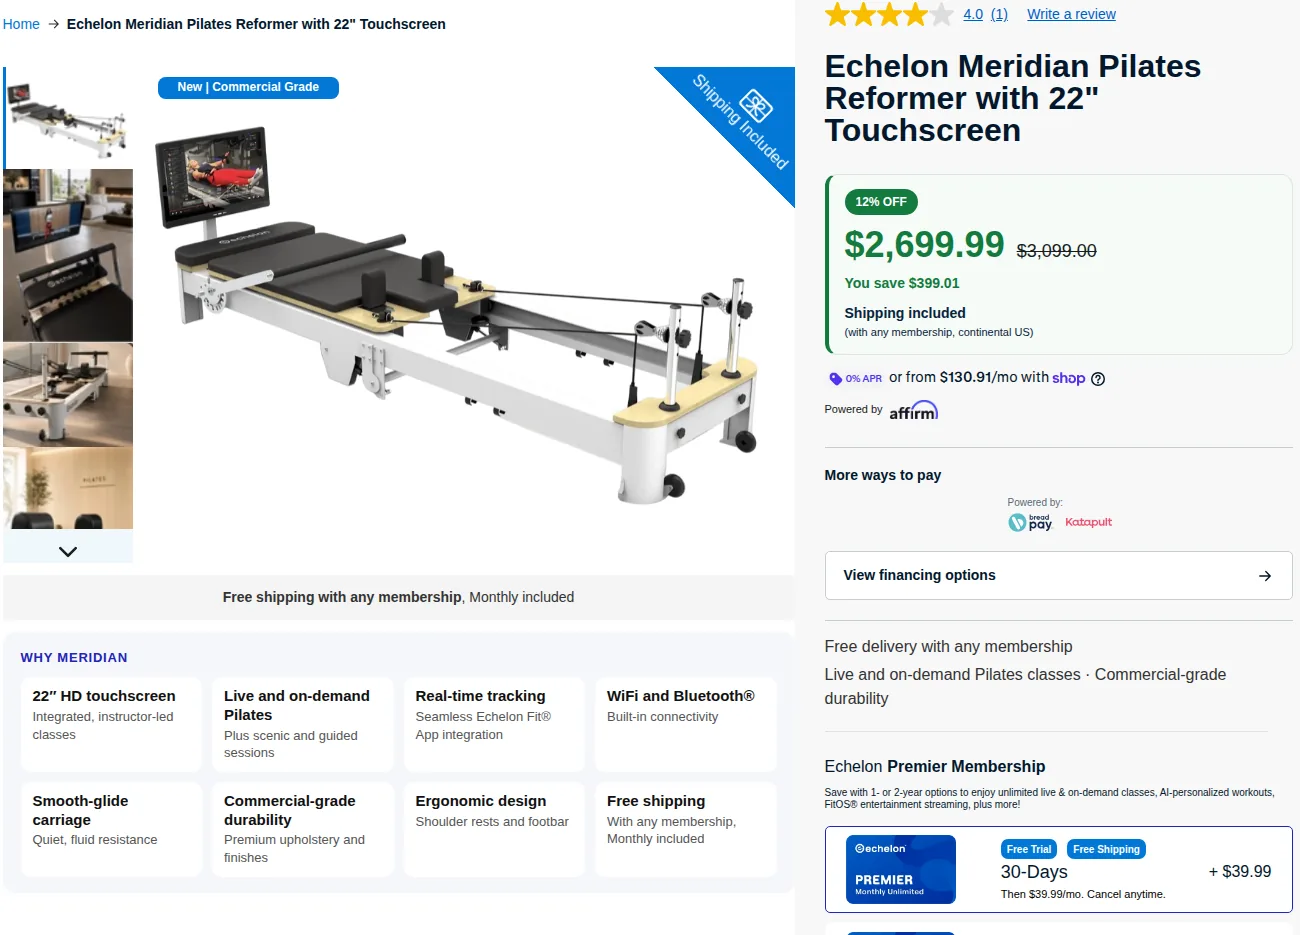 Home → Echelon Meridian Pilates Reformer with 22" Touchscreen
New | Commercial Grade
Shipping Included
echelon
echelon
PILATES
Free shipping with any membership, Monthly included
WHY MERIDIAN
22″ HD touchscreen
Integrated, instructor-led
classes
Live and on-demand
Pilates
Plus scenic and guided
sessions
Real-time tracking
Seamless Echelon Fit®
App integration
WiFi and Bluetooth®
Built-in connectivity
Smooth-glide
carriage
Quiet, fluid resistance
Commercial-grade
durability
Premium upholstery and
finishes
Ergonomic design
Shoulder rests and footbar
Free shipping
With any membership,
Monthly included
4.0 (1) Write a review
Echelon Meridian Pilates
Reformer with 22"
Touchscreen
12% OFF
$2,699.99 $3,099.00
You save $399.01
Shipping included
(with any membership, continental US)
0% APR or from $130.91/mo with shop
Powered by affirm
More ways to pay
Powered by:
bread pay Katapult
View financing options →
Free delivery with any membership
Live and on-demand Pilates classes · Commercial-grade
durability
Echelon Premier Membership
Save with 1- or 2-year options to enjoy unlimited live & on-demand classes, AI-personalized workouts,
FitOS® entertainment streaming, plus more!
echelon
PREMIER
Monthly Unlimited
Free Trial Free Shipping
30-Days
Then $39.99/mo. Cancel anytime.
+ $39.99